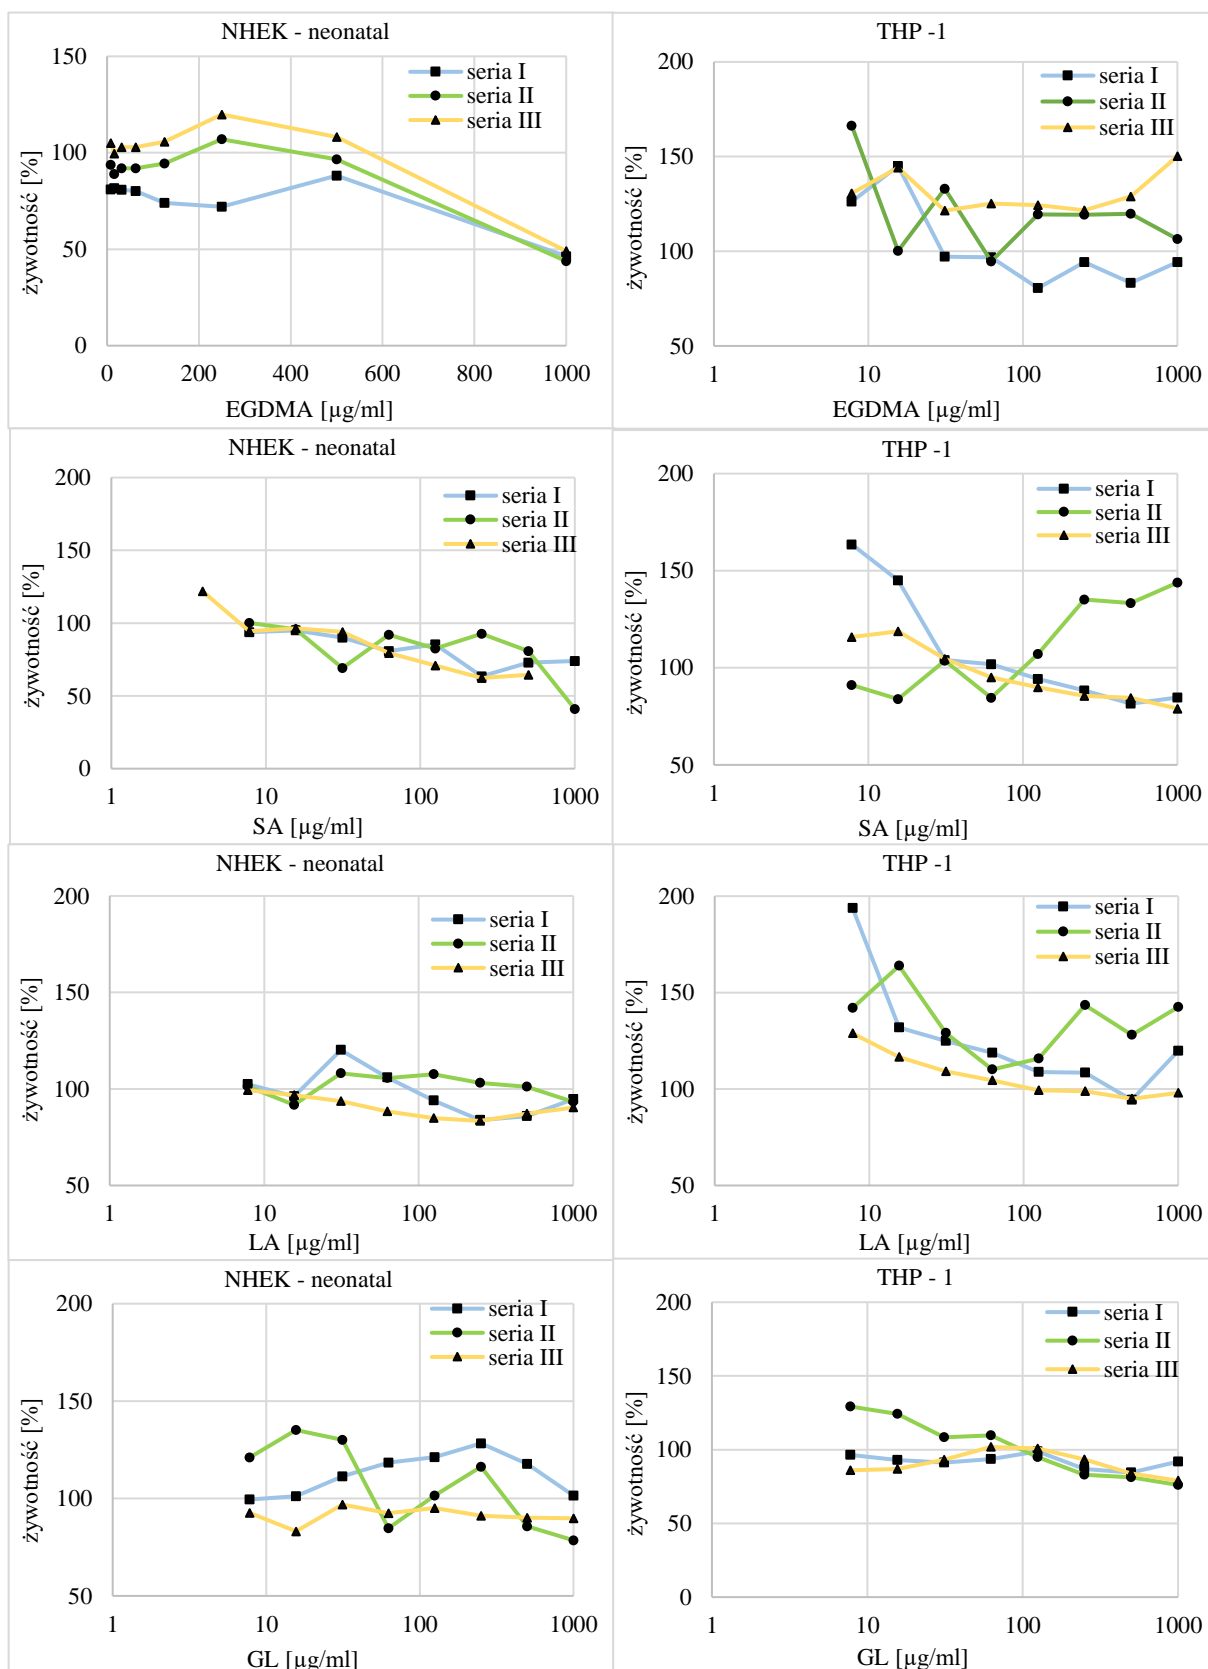 NHEK - neonatal
150
100
50
0
0 200 400 600 800 1000
żywotność [%]
EGDMA [µg/ml]
seria I
seria II
seria III
THP -1
200
150
100
50
1 10 100 1000
żywotność [%]
EGDMA [µg/ml]
seria I
seria II
seria III
NHEK - neonatal
200
150
100
50
0
1 10 100 1000
żywotność [%]
SA [µg/ml]
seria I
seria II
seria III
THP -1
200
150
100
50
1 10 100 1000
żywotność [%]
SA [µg/ml]
seria I
seria II
seria III
NHEK - neonatal
200
150
100
50
1 10 100 1000
żywotność [%]
LA [µg/ml]
seria I
seria II
seria III
THP -1
200
150
100
50
1 10 100 1000
żywotność [%]
LA [µg/ml]
seria I
seria II
seria III
NHEK - neonatal
200
150
100
50
1 10 100 1000
żywotność [%]
GL [µg/ml]
seria I
seria II
seria III
THP - 1
200
150
100
50
0
1 10 100 1000
żywotność [%]
GL [µg/ml]
seria I
seria II
seria III